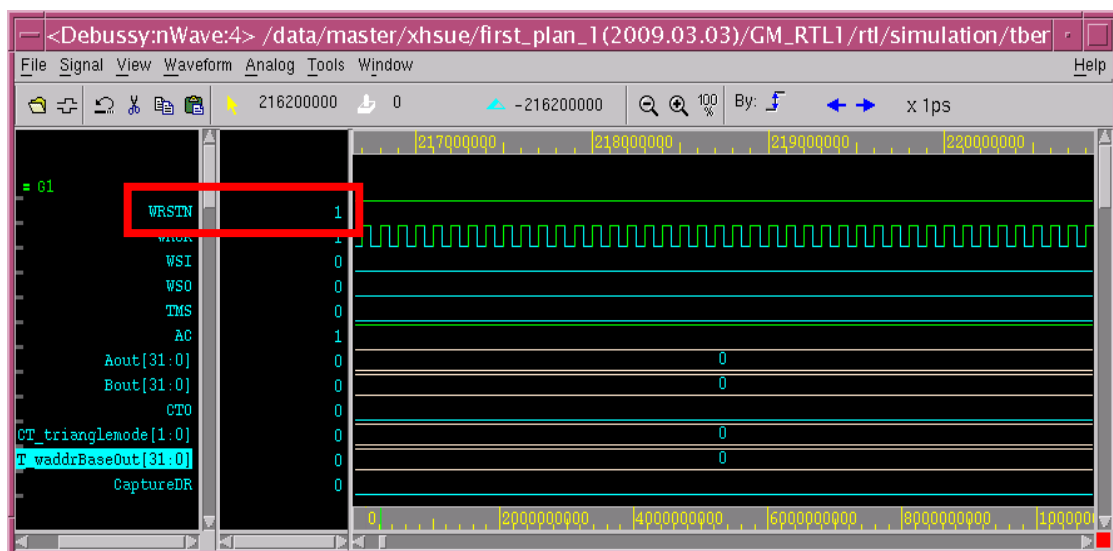 <Debussy:nWave:4> /data/master/xhsue/first_plan_1(2009.03.03)/GM_RTL1/rtl/simulation/tber
File Signal View Waveform Analog Tools Window Help
216200000 0 -216200000 100 % By: x 1ps
217000000 218000000 219000000 220000000
= G1
WRSTN 1
1
WSI 0
WSO 0
TMS 0
AC 1
Aout[31:0] 0 0
Bout[31:0] 0 0
CTO 0
CT_trianglemode[1:0] 0 0
T_waddrBaseOut[31:0] 0 0
CaptureDR 0
0 2000000000 4000000000 6000000000 8000000000